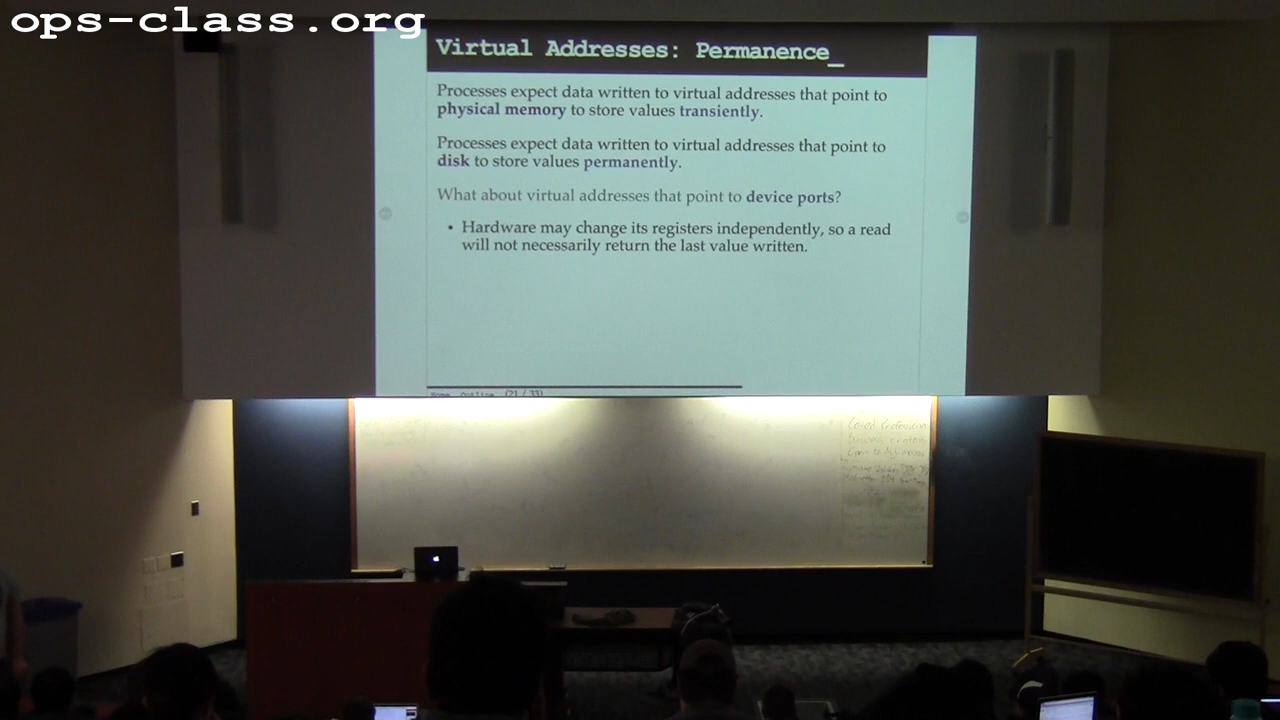 ops-class.org
Virtual Addresses: Permanence_
Processes expect data written to virtual addresses that point to
physical memory to store values transiently.
Processes expect data written to virtual addresses that point to
disk to store values permanently.
What about virtual addresses that point to device ports?
• Hardware may change its registers independently, so a read
will not necessarily return the last value written.
(21 / 33)